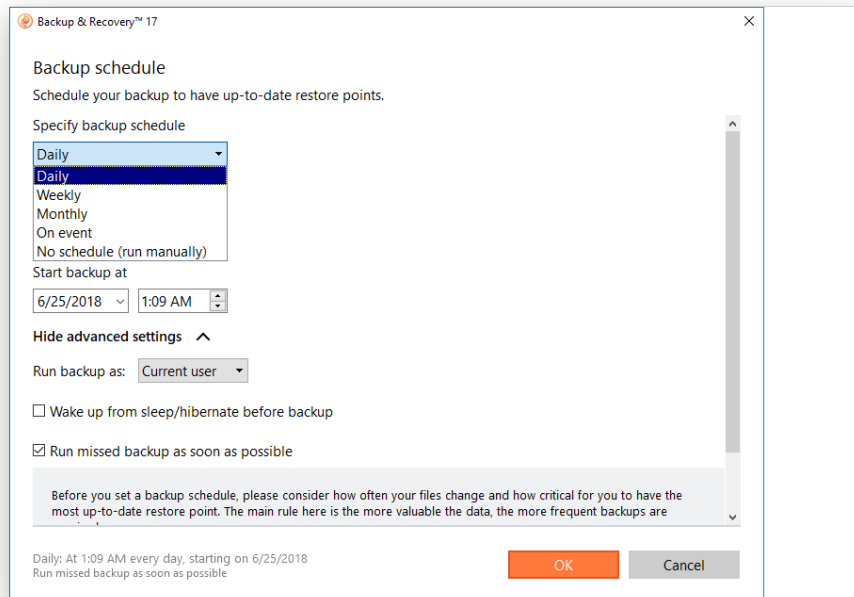 Backup & Recovery™ 17
Backup schedule
Schedule your backup to have up-to-date restore points.
Specify backup schedule
Daily
Daily
Weekly
Monthly
On event
No schedule (run manually)
Start backup at
6/25/2018 1:09 AM
Hide advanced settings
Run backup as: Current user
Wake up from sleep/hibernate before backup
Run missed backup as soon as possible
Before you set a backup schedule, please consider how often your files change and how critical for you to have the
most up-to-date restore point. The main rule here is the more valuable the data, the more frequent backups are
Daily: At 1:09 AM every day, starting on 6/25/2018
Run missed backup as soon as possible
OK Cancel